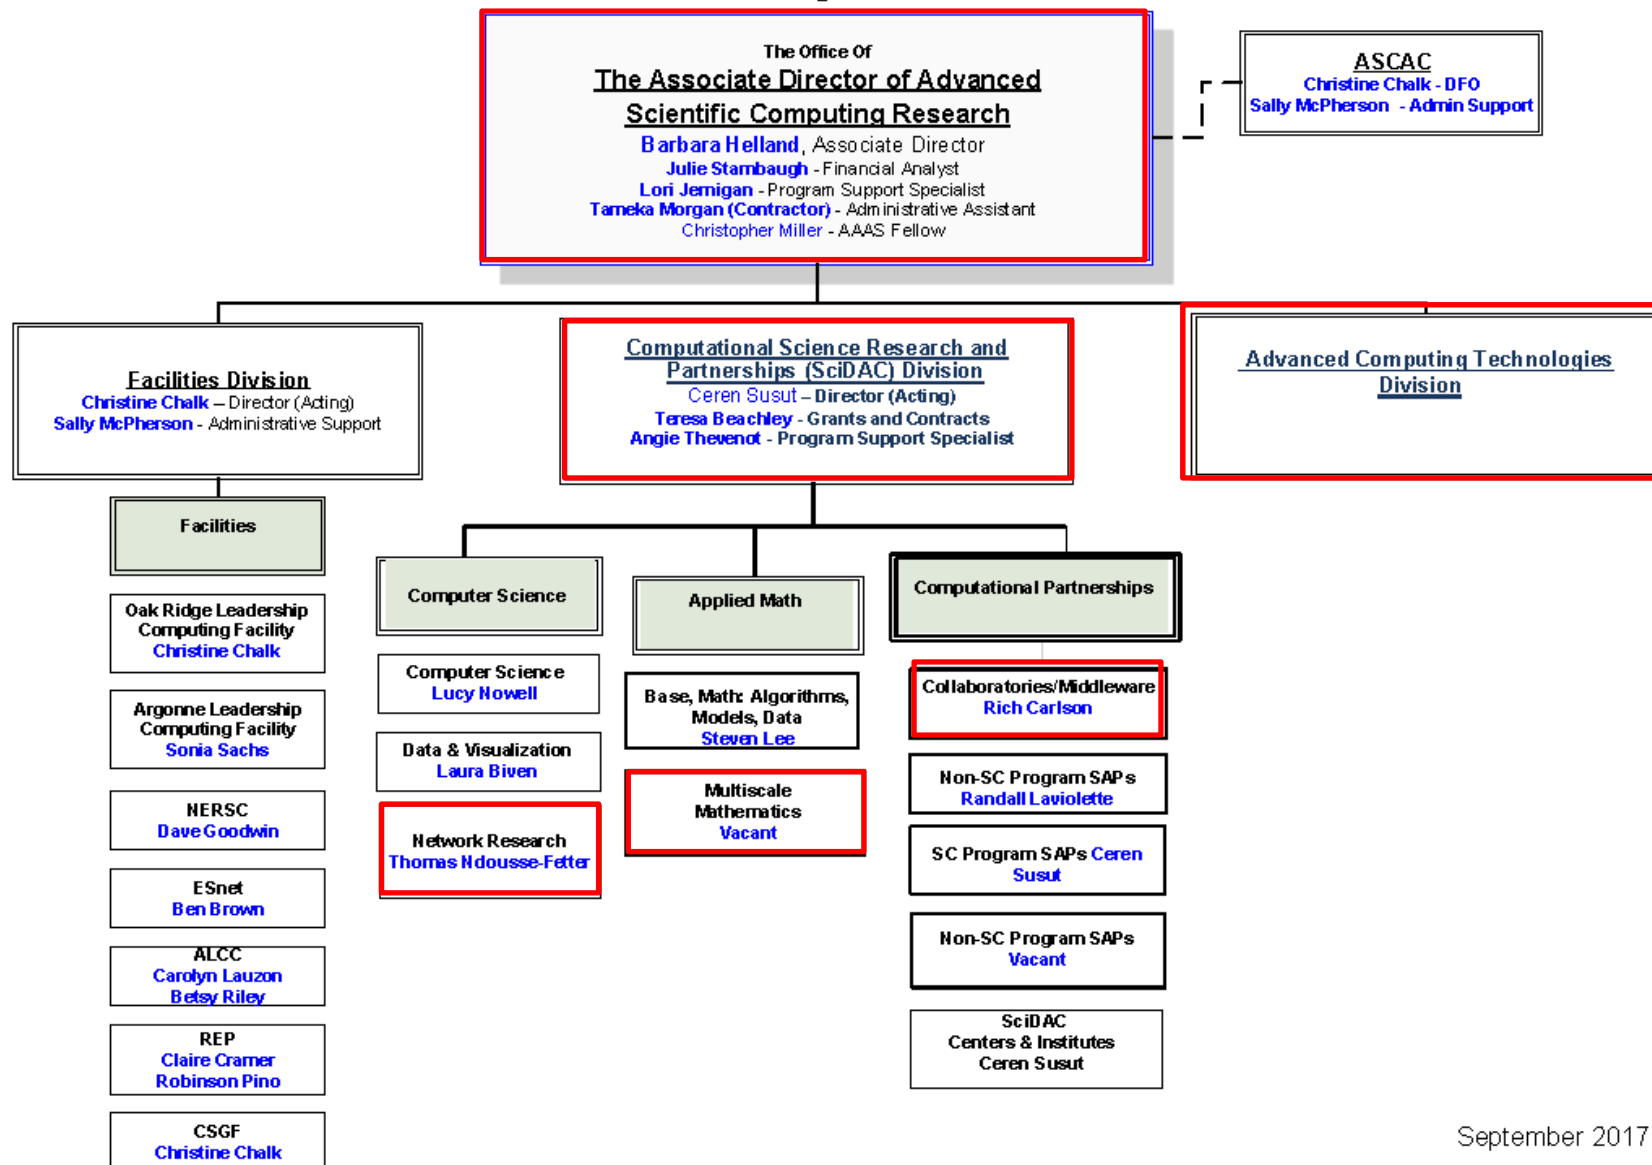 The Office Of
The Associate Director of Advanced
Scientific Computing Research
Barbara Helland, Associate Director
Julie Stambaugh - Financial Analyst
Lori Jernigan - Program Support Specialist
Tameka Morgan (Contractor) - Administrative Assistant
Christopher Miller - AAAS Fellow
ASCAC
Christine Chalk - DFO
Sally McPherson - Admin Support
Facilities Division
Christine Chalk – Director (Acting)
Sally McPherson - Administrative Support
Computational Science Research and
Partnerships (SciDAC) Division
Ceren Susut – Director (Acting)
Teresa Beachley - Grants and Contracts
Angie Thevenot - Program Support Specialist
Advanced Computing Technologies
Division
Facilities
Oak Ridge Leadership
Computing Facility
Christine Chalk
Argonne Leadership
Computing Facility
Sonia Sachs
NERSC
Dave Goodwin
ESnet
Ben Brown
ALCC
Carolyn Lauzon
Betsy Riley
REP
Claire Cramer
Robinson Pino
CSGF
Christine Chalk
Computer Science
Computer Science
Lucy Nowell
Data & Visualization
Laura Biven
Network Research
Thomas Ndousse-Fetter
Applied Math
Base, Math: Algorithms,
Models, Data
Steven Lee
Multiscale
Mathematics
Vacant
Computational Partnerships
Collaboratories/Middleware
Rich Carlson
Non-SC Program SAPs
Randall Laviolette
SC Program SAPs Ceren
Susut
Non-SC Program SAPs
Vacant
SciDAC
Centers & Institutes
Ceren Susut
September 2017